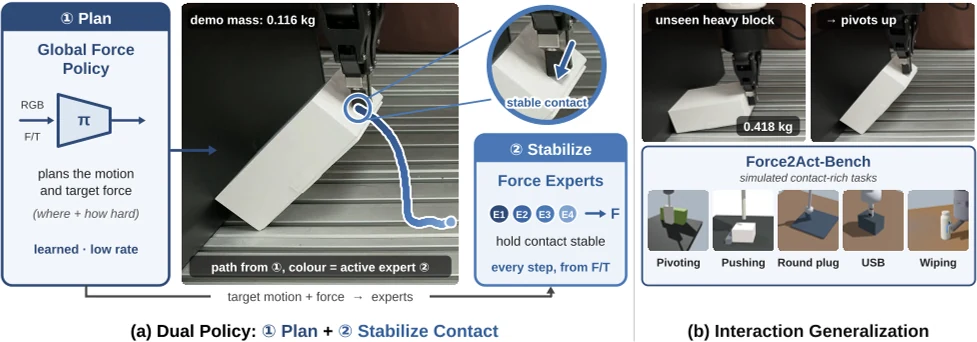 ① Plan
Global Force
Policy
RGB
F/T
π
plans the motion
and target force
(where + how hard)
learned · low rate
demo mass: 0.116 kg
path from ①, colour = active expert ②
stable contact
② Stabilize
Force Experts
E1 E2 E3 E4 → F
hold contact stable
every step, from F/T
target motion + force → experts
(a) Dual Policy: ① Plan + ② Stabilize Contact
unseen heavy block
0.418 kg
→ pivots up
Force2Act-Bench
simulated contact-rich tasks
Pivoting
Pushing
Round plug
USB
Wiping
(b) Interaction Generalization